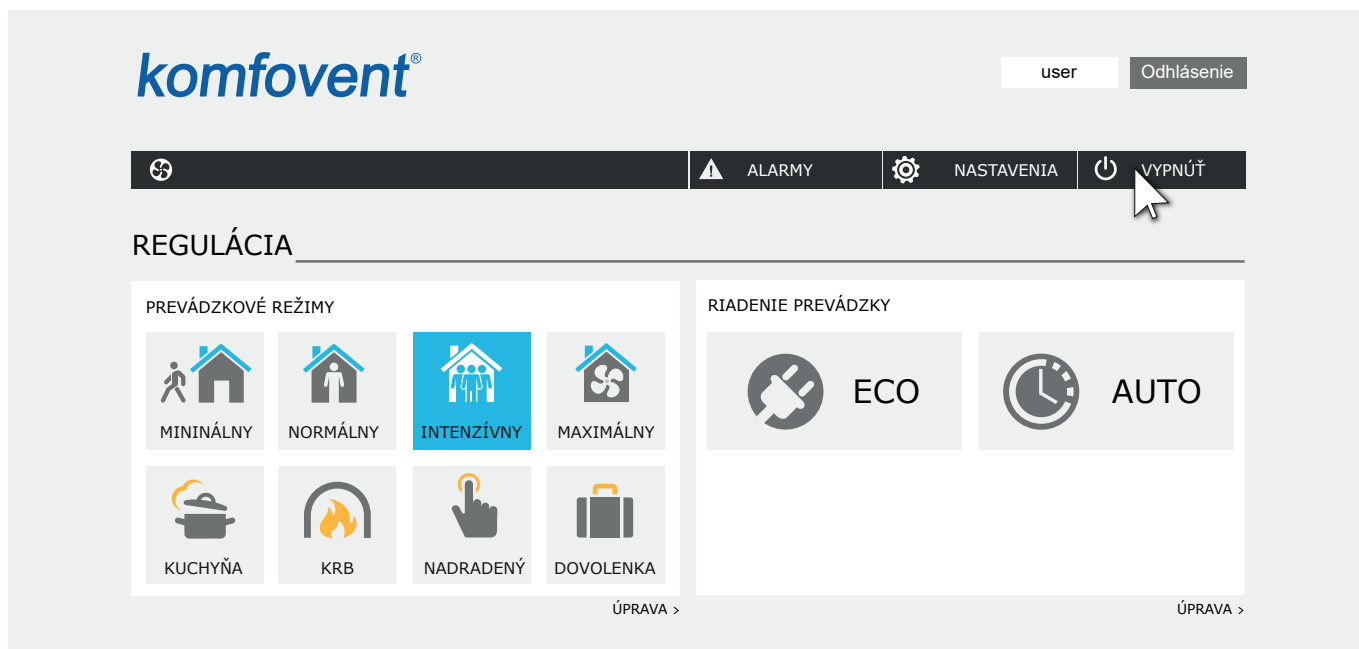 komfovent®
user Odhlásenie
ALARMY NASTAVENIA VYPNÚŤ
REGULÁCIA
PREVÁDZKOVÉ REŽIMY
MININÁLNY NORMÁLNY INTENZÍVNY MAXIMÁLNY
KUCHYŇA KRB NADRADENÝ DOVOLENKA
ÚPRAVA >
RIADENIE PREVÁDZKY
ECO AUTO
ÚPRAVA >